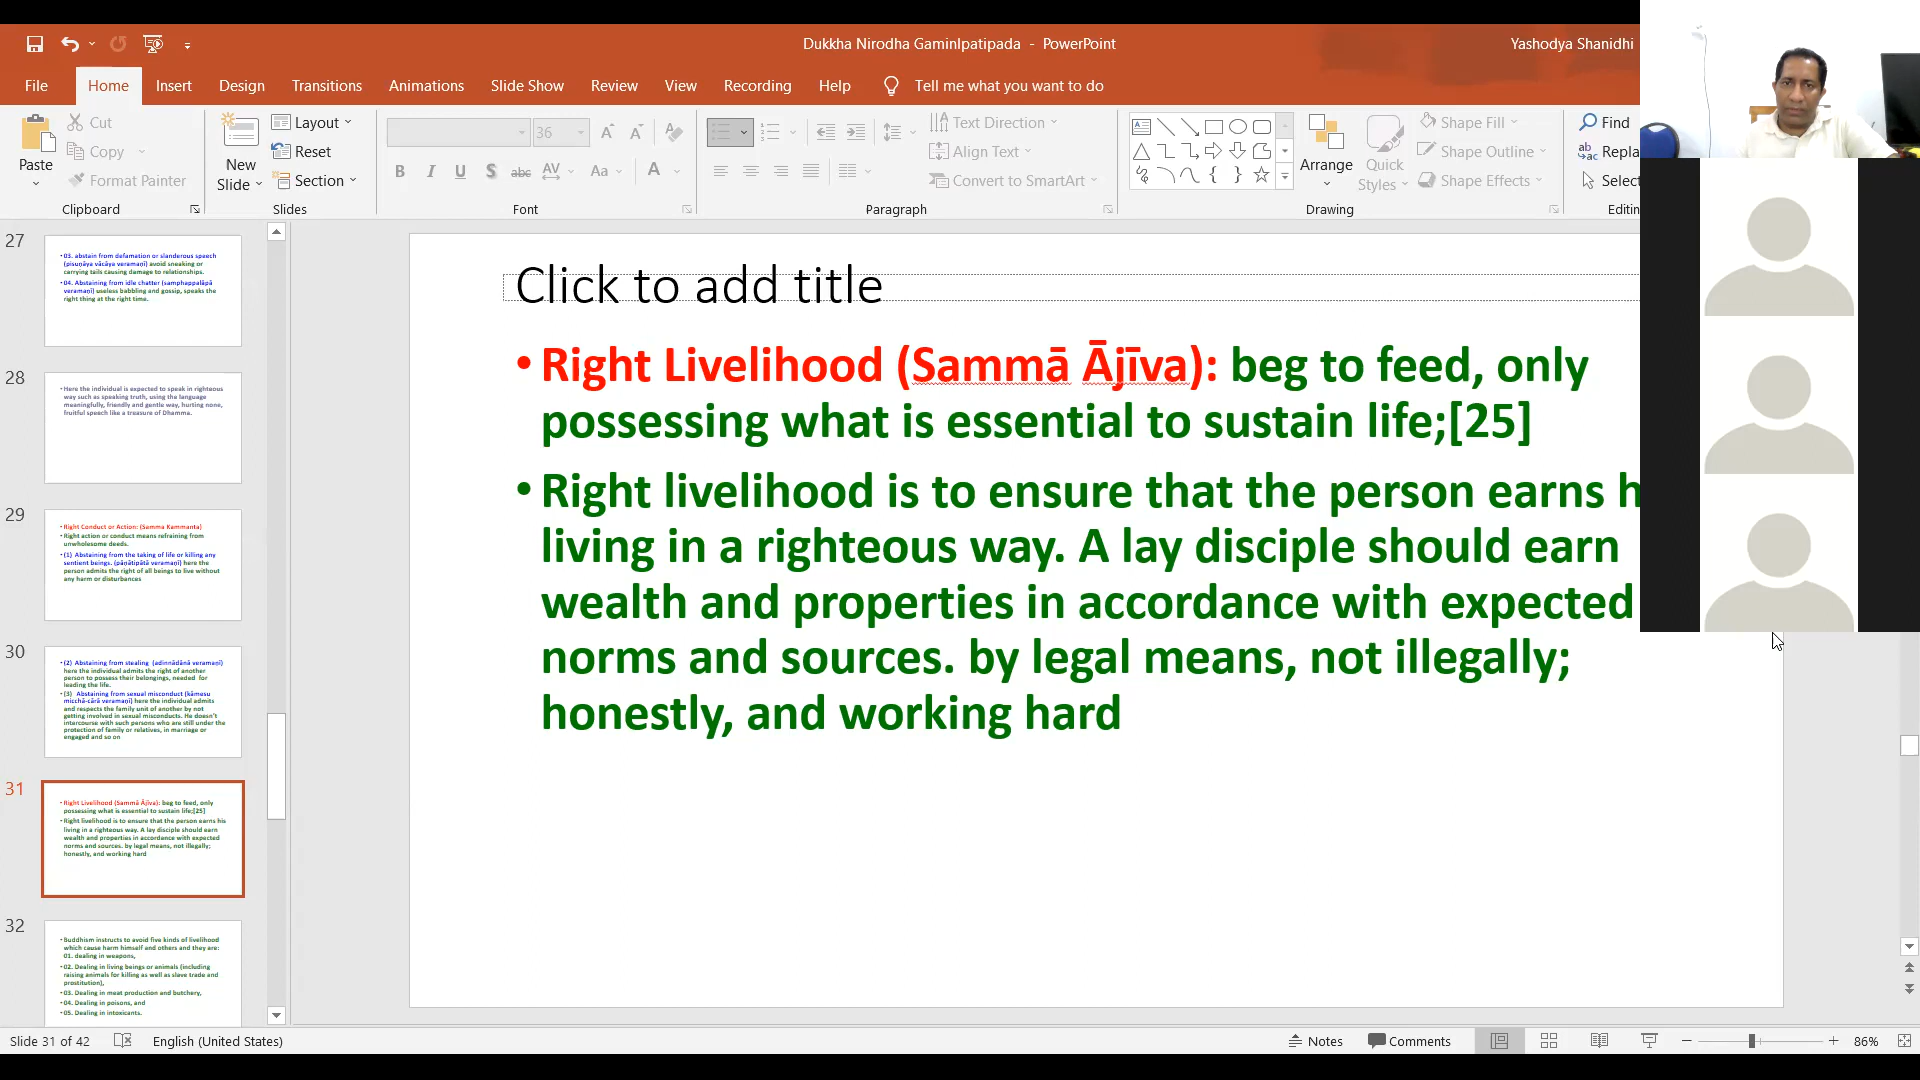 Dukkha Nirodha GaminIpatipada - PowerPoint
Yashodya Shanidhi
File
Home
Insert
Design
Transitions
Animations
Slide Show
Review
View
Recording
Help
Tell me what you want to do
Paste
Cut
Copy
Format Painter
Clipboard
New
Slide
Layout
Reset
Section
Slides
36
B I U S abc AV Aa A
Font
Text Direction
Align Text
Convert to SmartArt
Paragraph
Arrange
Quick
Styles
Shape Fill
Shape Outline
Shape Effects
Drawing
Find
Repla
Select
Editin
27
• 03. abstain from defamation or slanderous speech
(pisuṇāya vācāya veramaṇī) avoid sneaking or
carrying tails causing damage to relationships.
• 04. Abstaining from idle chatter (samphappalāpā
veramaṇī) useless babbling and gossip, speaks the
right thing at the right time.
28
• Here the individual is expected to speak in righteous
way such as speaking truth, using the language
meaningfully, friendly and gentle way, hurting none,
fruitful speech like a treasure of Dhamma.
29
• Right Conduct or Action: (Samma Kammanta)
• Right action or conduct means refraining from
unwholesome deeds.
• (1) Abstaining from the taking of life or killing any
sentient beings. (pāṇātipātā veramaṇī) here the
person admits the right of all beings to live without
any harm or disturbances
30
• (2) Abstaining from stealing (adinnādānā veramaṇī)
here the individual admits the right of another
person to possess their belongings, needed for
leading the life.
• (3) Abstaining from sexual misconduct (kāmesu
micchā-cārā veramaṇī) here the individual admits
and respects the family unit of another by not
getting involved in sexual misconducts. He doesn't
intercourse with such persons who are still under the
protection of family or relatives, in marriage or
engaged and so on
31
• Right Livelihood (Sammā Ājīva): beg to feed, only
possessing what is essential to sustain life;[25]
• Right livelihood is to ensure that the person earns his
living in a righteous way. A lay disciple should earn
wealth and properties in accordance with expected
norms and sources. by legal means, not illegally;
honestly, and working hard
32
• Buddhism instructs to avoid five kinds of livelihood
which cause harm himself and others and they are:
01. dealing in weapons,
• 02. Dealing in living beings or animals (including
raising animals for killing as well as slave trade and
prostitution),
• 03. Dealing in meat production and butchery,
• 04. Dealing in poisons, and
• 05. Dealing in intoxicants.
Click to add title
• Right Livelihood (Sammā Ājīva): beg to feed, only
possessing what is essential to sustain life;[25]
• Right livelihood is to ensure that the person earns h
living in a righteous way. A lay disciple should earn
wealth and properties in accordance with expected
norms and sources. by legal means, not illegally;
honestly, and working hard
Slide 31 of 42
English (United States)
Notes
Comments
86%